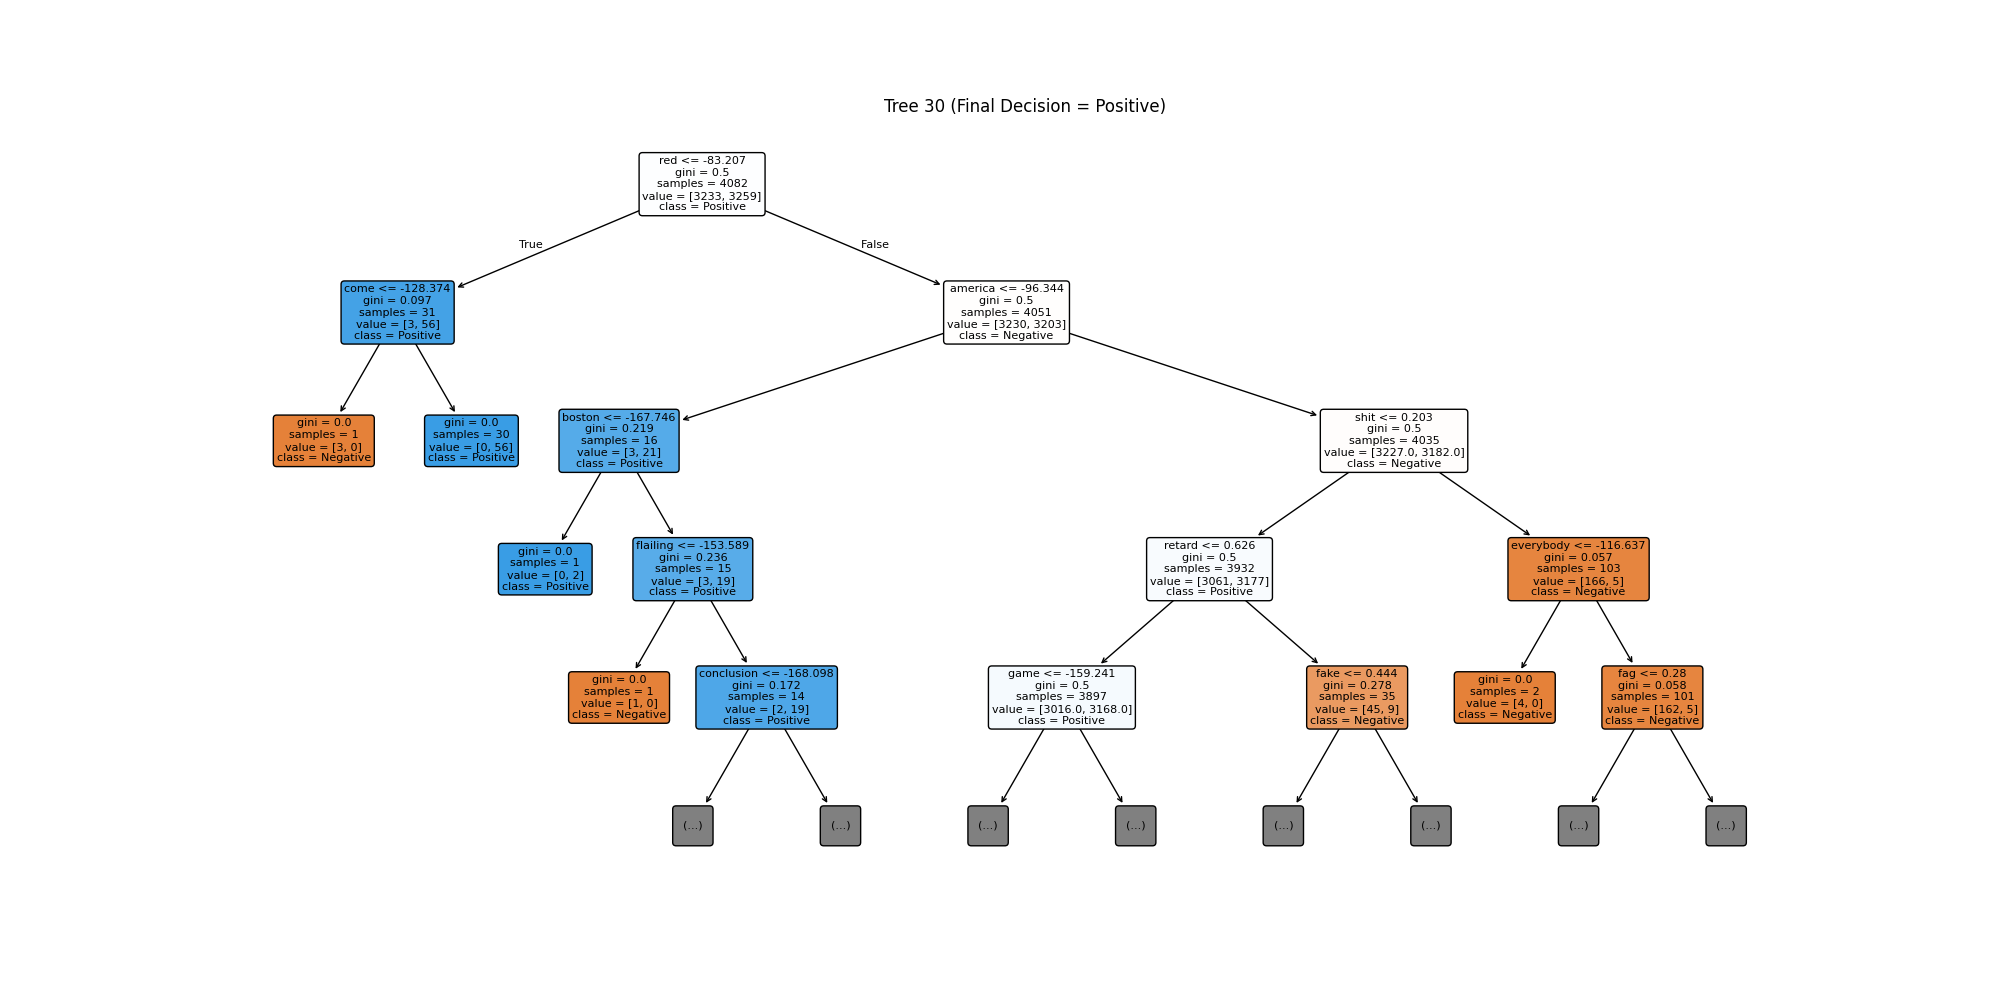 Tree 30 (Final Decision = Positive)
red <= -83.207
gini = 0.5
samples = 4082
value = [3233, 3259]
class = Positive
True
False
come <= -128.374
gini = 0.097
samples = 31
value = [3, 56]
class = Positive
america <= -96.344
gini = 0.5
samples = 4051
value = [3230, 3203]
class = Negative
gini = 0.0
samples = 1
value = [3, 0]
class = Negative
gini = 0.0
samples = 30
value = [0, 56]
class = Positive
boston <= -167.746
gini = 0.219
samples = 16
value = [3, 21]
class = Positive
shit <= 0.203
gini = 0.5
samples = 4035
value = [3227.0, 3182.0]
class = Negative
gini = 0.0
samples = 1
value = [0, 2]
class = Positive
flailing <= -153.589
gini = 0.236
samples = 15
value = [3, 19]
class = Positive
retard <= 0.626
gini = 0.5
samples = 3932
value = [3061, 3177]
class = Positive
everybody <= -116.637
gini = 0.057
samples = 103
value = [166, 5]
class = Negative
gini = 0.0
samples = 1
value = [1, 0]
class = Negative
conclusion <= -168.098
gini = 0.172
samples = 14
value = [2, 19]
class = Positive
game <= -159.241
gini = 0.5
samples = 3897
value = [3016.0, 3168.0]
class = Positive
fake <= 0.444
gini = 0.278
samples = 35
value = [45, 9]
class = Negative
gini = 0.0
samples = 2
value = [4, 0]
class = Negative
fag <= 0.28
gini = 0.058
samples = 101
value = [162, 5]
class = Negative
(...)
(...)
(...)
(...)
(...)
(...)
(...)
(...)